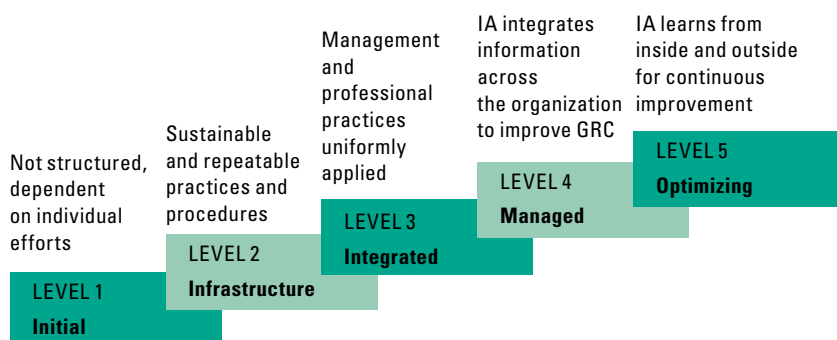 Not structured,
dependent
on individual
efforts
LEVEL 1
Initial
Sustainable
and repeatable
practices and
procedures
LEVEL 2
Infrastructure
Management
and
professional
practices
uniformly
applied
LEVEL 3
Integrated
IA integrates
information
across
the organization
to improve GRC
LEVEL 4
Managed
IA learns from
inside and outside
for continuous
improvement
LEVEL 5
Optimizing